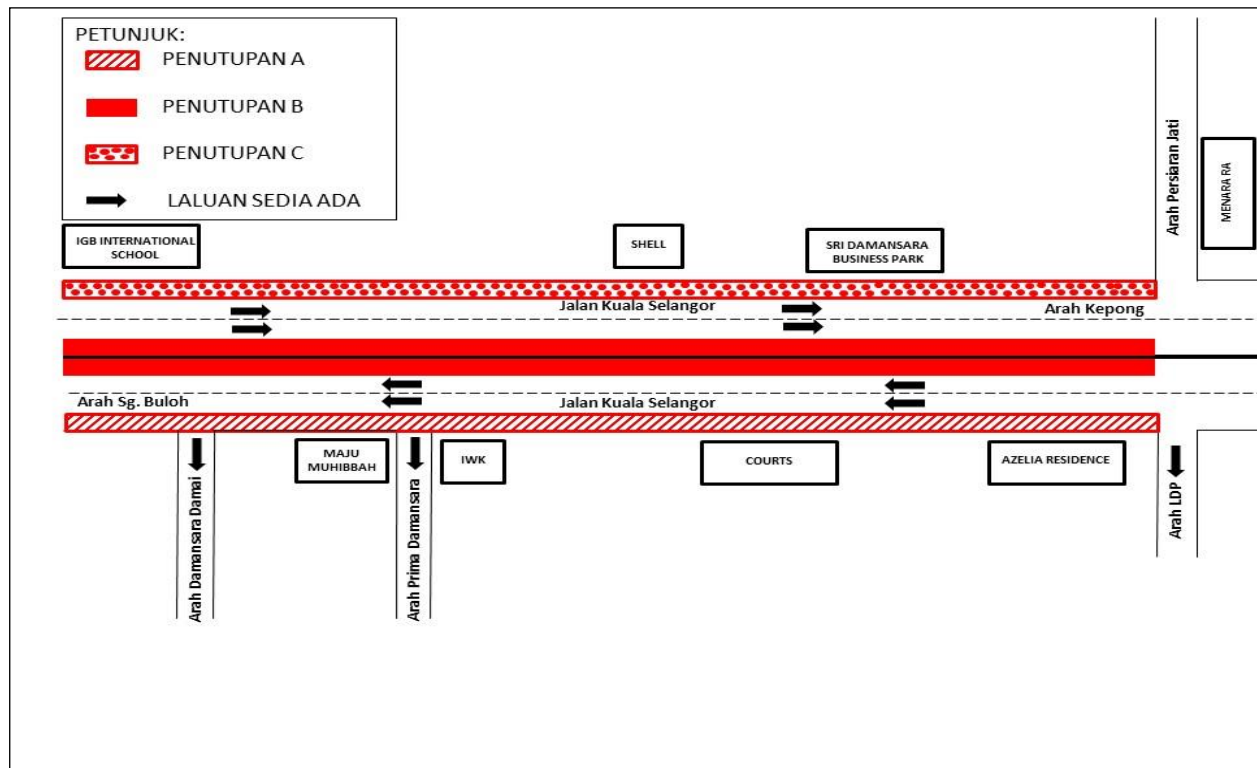 PETUNJUK:
PENUTUPAN A
PENUTUPAN B
PENUTUPAN C
LALUAN SEDIA ADA
IGB INTERNATIONAL
SCHOOL
SHELL
SRI DAMANSARA
BUSINESS PARK
Arah Persiaran Jati
MENARA RA
Jalan Kuala Selangor
Arah Kepong
Arah Sg. Buloh
Jalan Kuala Selangor
MAJU
MUHIBBAH
IWK
COURTS
AZELIA RESIDENCE
Arah Damansara Damai
Arah Prima Damansara
Arah LDP